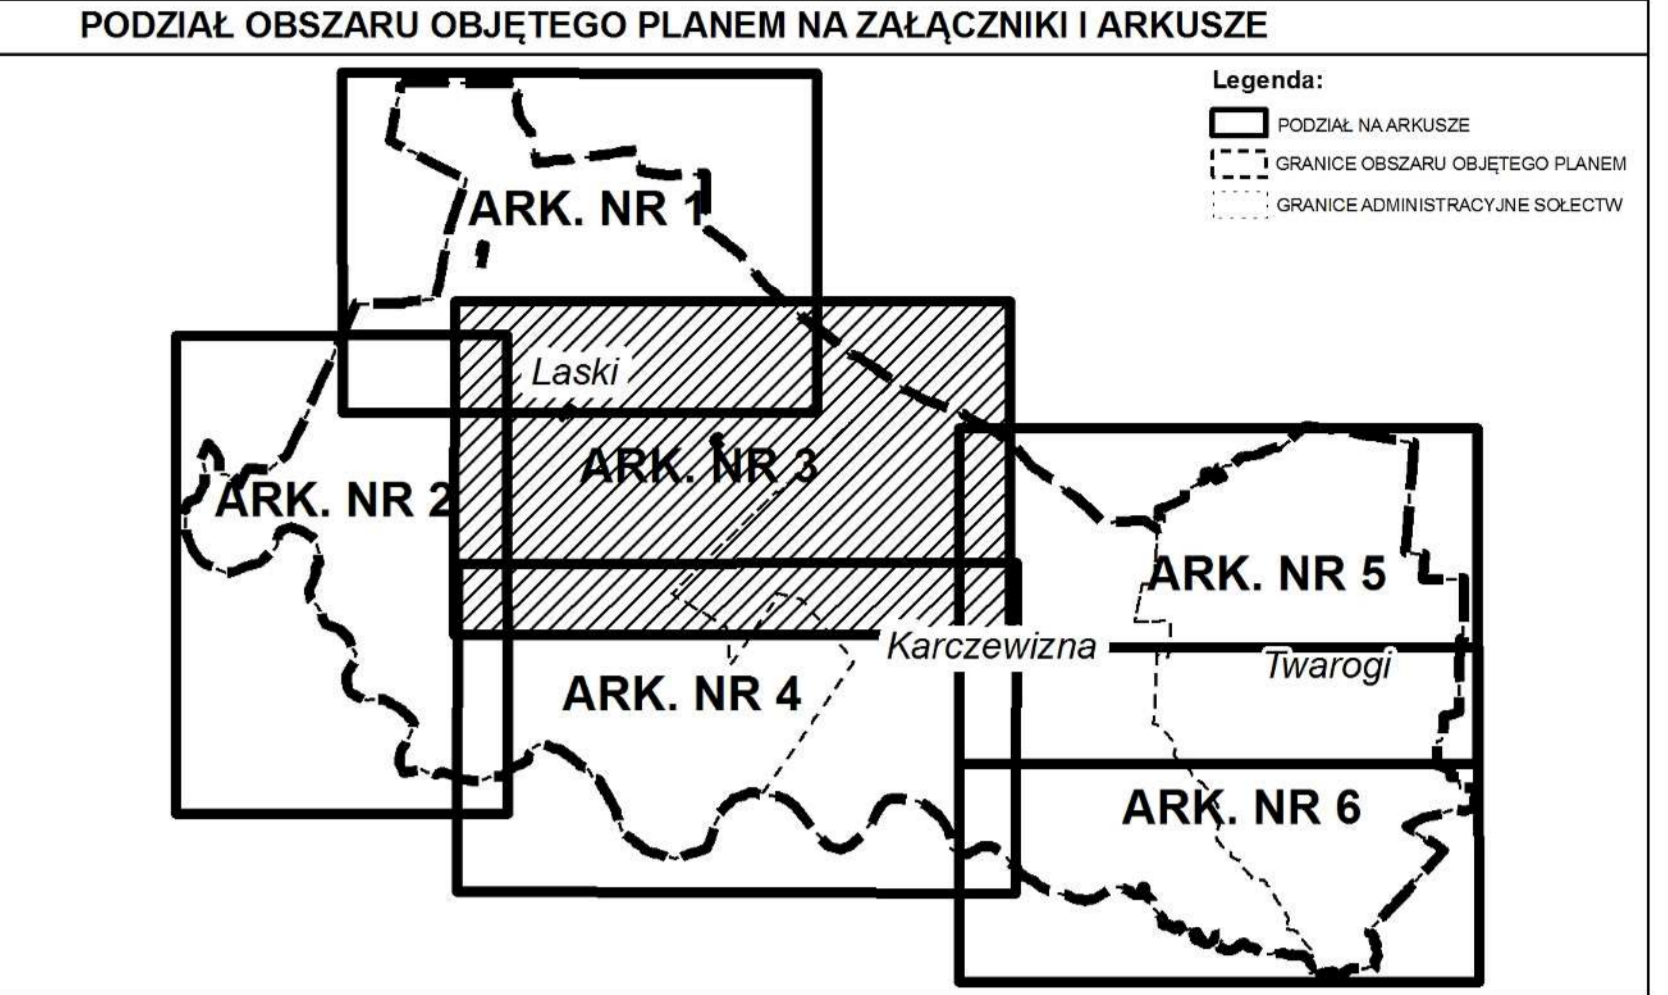 PODZIAŁ OBSZARU OBJĘTEGO PLANEM NA ZAŁĄCZNIKI I ARKUSZE
Legenda:
PODZIAŁ NA ARKUSZE
GRANICE OBSZARU OBJĘTEGO PLANEM
GRANICE ADMINISTRACYJNE SOŁECTW
ARK. NR 1
Laski
ARK. NR 3
ARK. NR 2
ARK. NR 5
Karczewizna
Twarogi
ARK. NR 4
ARK. NR 6